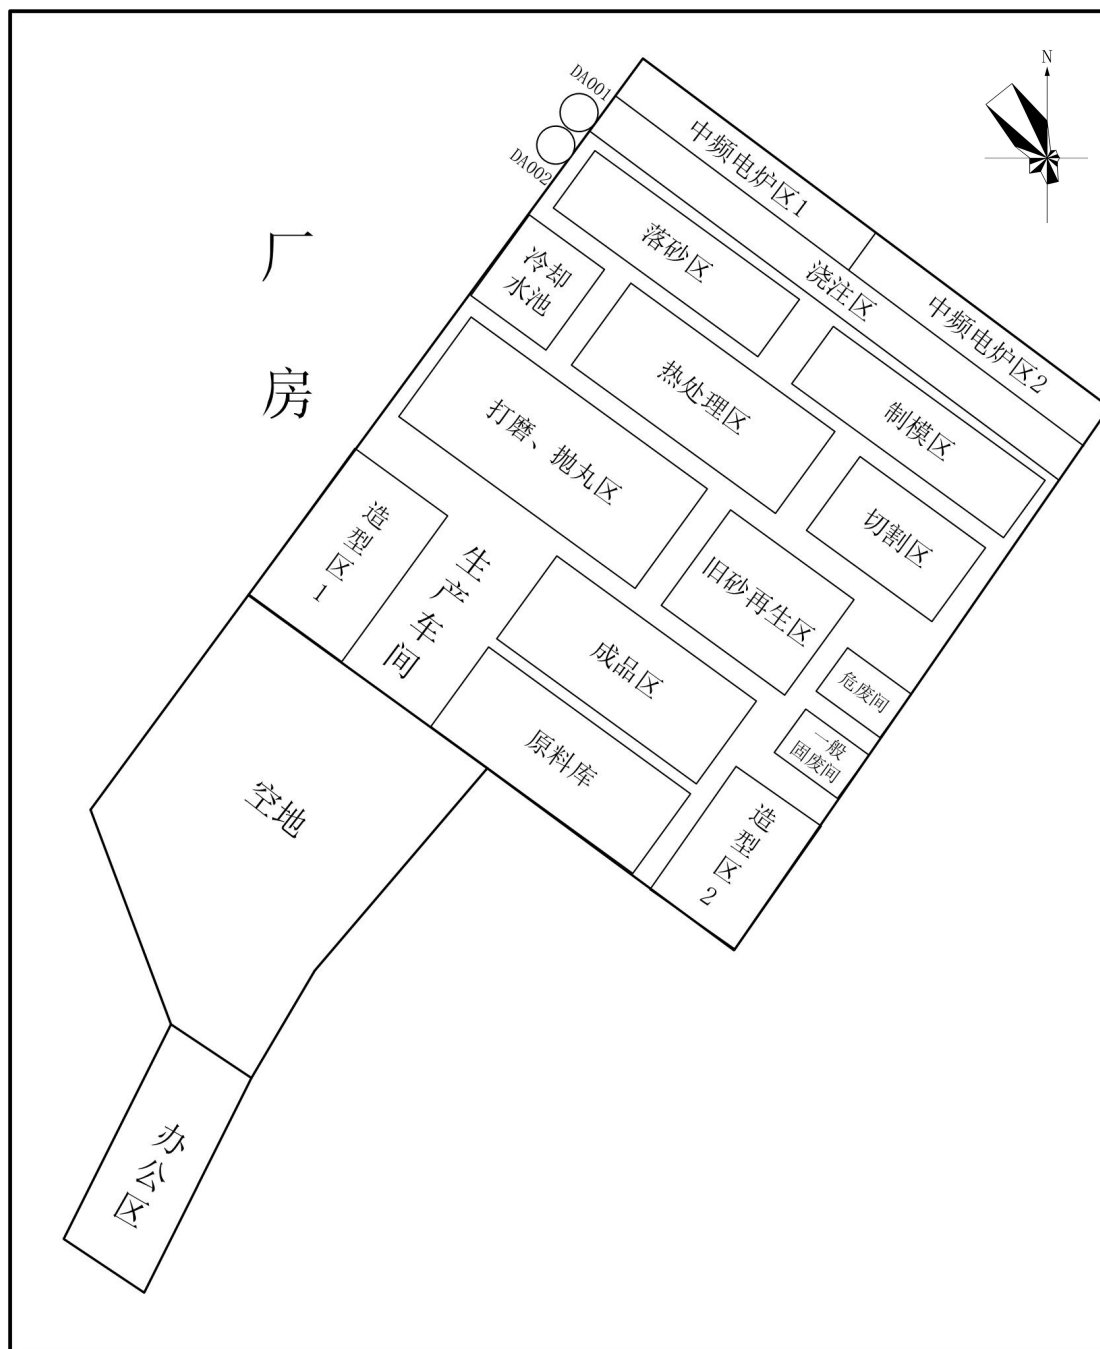 N
DA001
DA002
中频电炉区1
中频电炉区2
浇注区
落砂区
制模区
冷却
水池
热处理区
切割区
打磨、抛丸区
旧砂再生区
造型区1
生产车间
成品区
原料库
危废间
一般
固废间
造型区2
厂房
空地
办公区